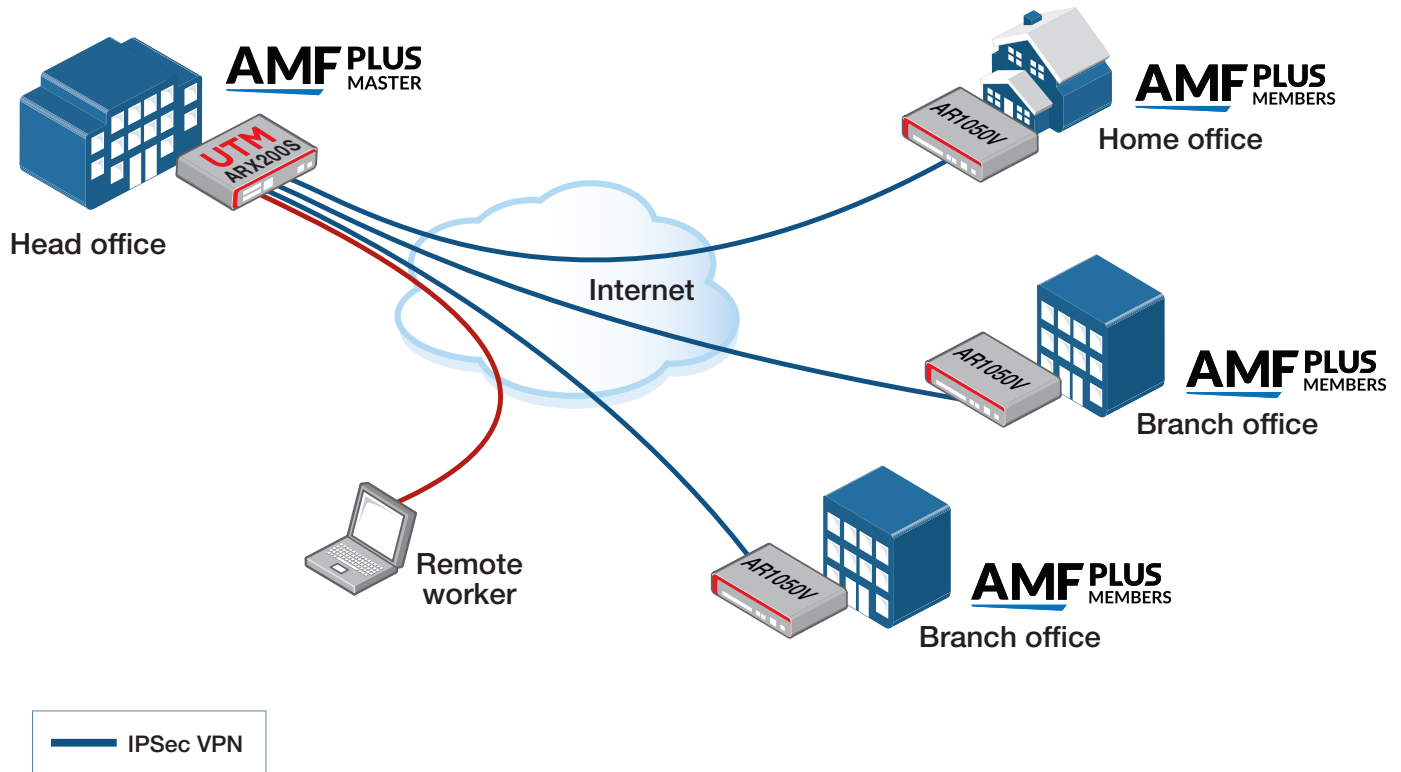 AMF PLUS
MASTER
UTM
ARX200S
Head office
AMF PLUS
MEMBERS
AR1050V
Home office
Internet
AR1050V
AMF PLUS
MEMBERS
Branch office
Remote
worker
AR1050V
AMF PLUS
MEMBERS
Branch office
IPSec VPN